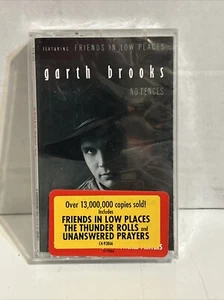 FEATURING FRIENDS IN LOW PLACES
garth brooks
NO FENCES
Over 13,000,000 copies sold!
Includes
FRIENDS IN LOW PLACES
THE THUNDER ROLLS and
UNANSWERED PRAYERS